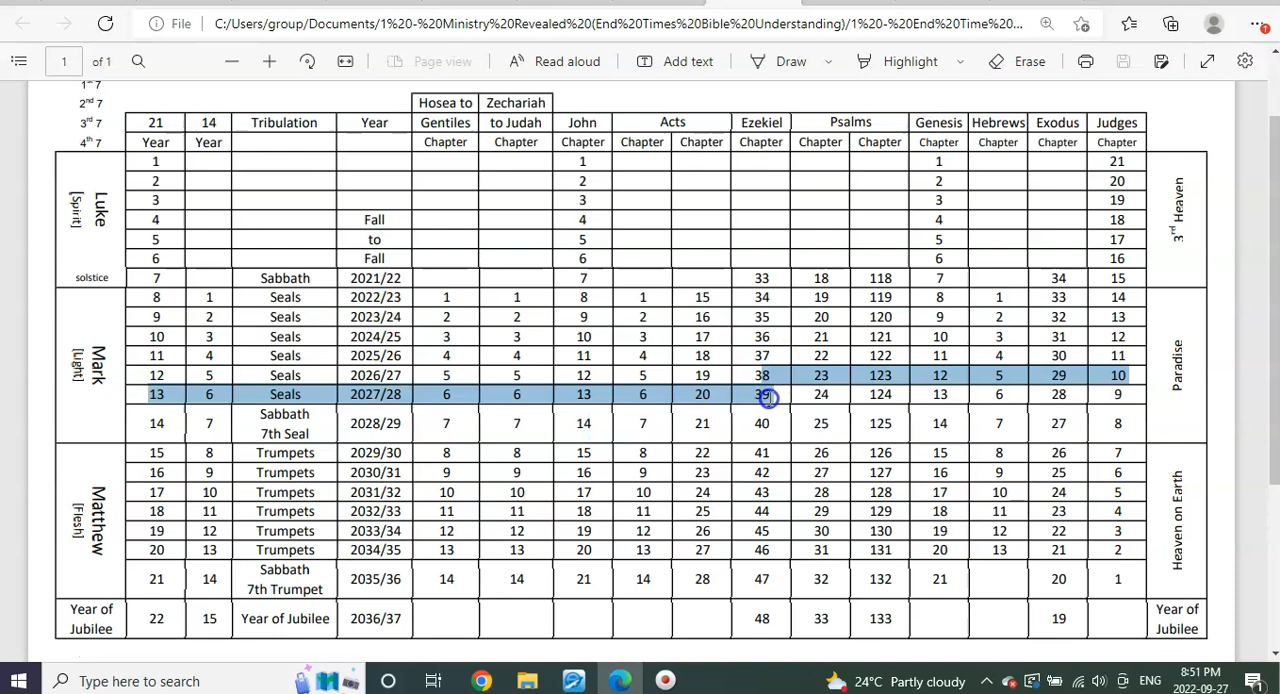 File C:/Users/group/Documents/1%20-%20Ministry%20Revealed%20(End%20Times%20Bible%20Understanding)/1%20-%20End%20Time%20...
1 of 1 Page view Read aloud Add text Draw Highlight Erase
1st 7
2nd 7 Hosea to Zechariah
3rd 7 21 14 Tribulation Year Gentiles to Judah John Acts Ezekiel Psalms Genesis Hebrews Exodus Judges
4th 7 Year Year Chapter Chapter Chapter Chapter Chapter Chapter Chapter Chapter Chapter Chapter Chapter Chapter
Luke
[Spirit]
3rd Heaven
1 1 1 21
2 2 2 20
3 3 3 19
4 Fall 4 4 18
5 to 5 5 17
6 Fall 6 6 16
solstice 7 Sabbath 2021/22 7 33 18 118 7 34 15
Mark
[Light]
Paradise
8 1 Seals 2022/23 1 1 8 1 15 34 19 119 8 1 33 14
9 2 Seals 2023/24 2 2 9 2 16 35 20 120 9 2 32 13
10 3 Seals 2024/25 3 3 10 3 17 36 21 121 10 3 31 12
11 4 Seals 2025/26 4 4 11 4 18 37 22 122 11 4 30 11
12 5 Seals 2026/27 5 5 12 5 19 38 23 123 12 5 29 10
13 6 Seals 2027/28 6 6 13 6 20 39 24 124 13 6 28 9
14 7 Sabbath 7th Seal 2028/29 7 7 14 7 21 40 25 125 14 7 27 8
Matthew
[Flesh]
Heaven on Earth
15 8 Trumpets 2029/30 8 8 15 8 22 41 26 126 15 8 26 7
16 9 Trumpets 2030/31 9 9 16 9 23 42 27 127 16 9 25 6
17 10 Trumpets 2031/32 10 10 17 10 24 43 28 128 17 10 24 5
18 11 Trumpets 2032/33 11 11 18 11 25 44 29 129 18 11 23 4
19 12 Trumpets 2033/34 12 12 19 12 26 45 30 130 19 12 22 3
20 13 Trumpets 2034/35 13 13 20 13 27 46 31 131 20 13 21 2
21 14 Sabbath 7th Trumpet 2035/36 14 14 21 14 28 47 32 132 21 20 1
Year of Jubilee 22 15 Year of Jubilee 2036/37 48 33 133 19 Year of Jubilee
Type here to search 24°C Partly cloudy ENG 8:51 PM
2022-09-27